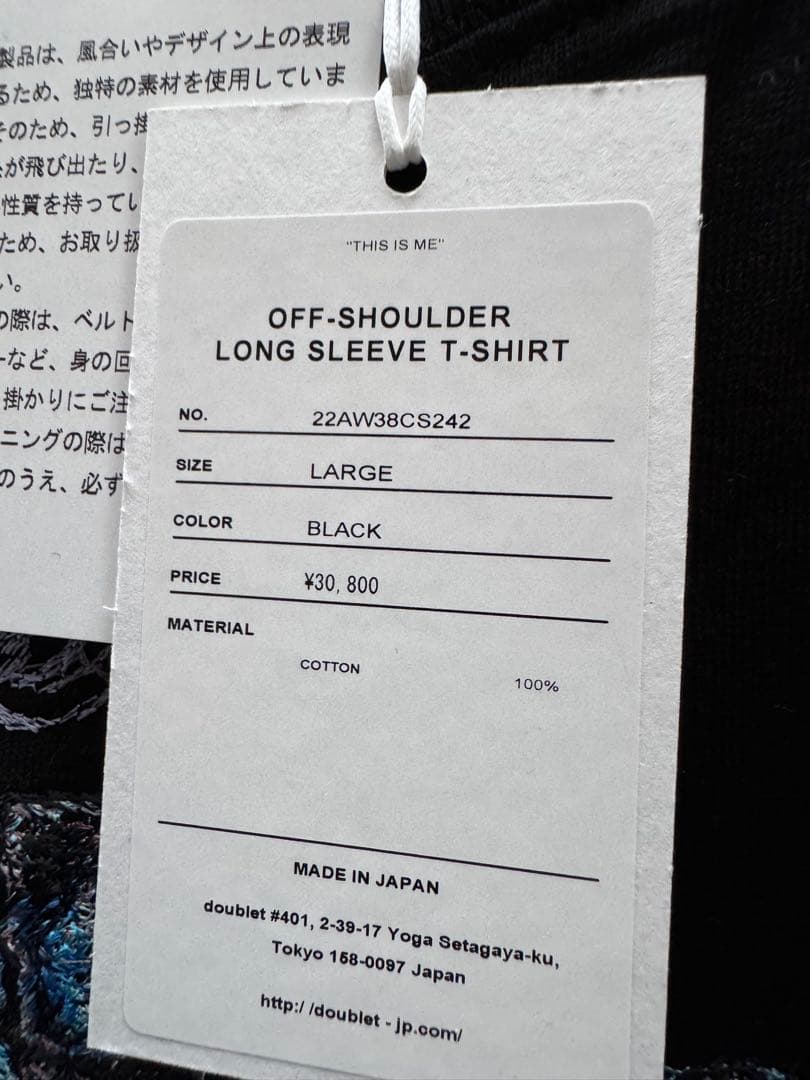 製品は、風合いやデザイン上の表現
るため、独特の素材を使用していま
そのため、引っ掛
が飛び出たり、
性質を持ってい
ため、お取り扱
い。
の際は、ベルト
ーなど、身の回
掛かりにご注
ニングの際は
のうえ、必ず
"THIS IS ME"
OFF-SHOULDER
LONG SLEEVE T-SHIRT
NO. 22AW38CS242
SIZE LARGE
COLOR BLACK
PRICE ¥30,800
MATERIAL
COTTON 100%
MADE IN JAPAN
doublet #401, 2-39-17 Yoga Setagaya-ku,
Tokyo 158-0097 Japan
http://doublet-jp.com/